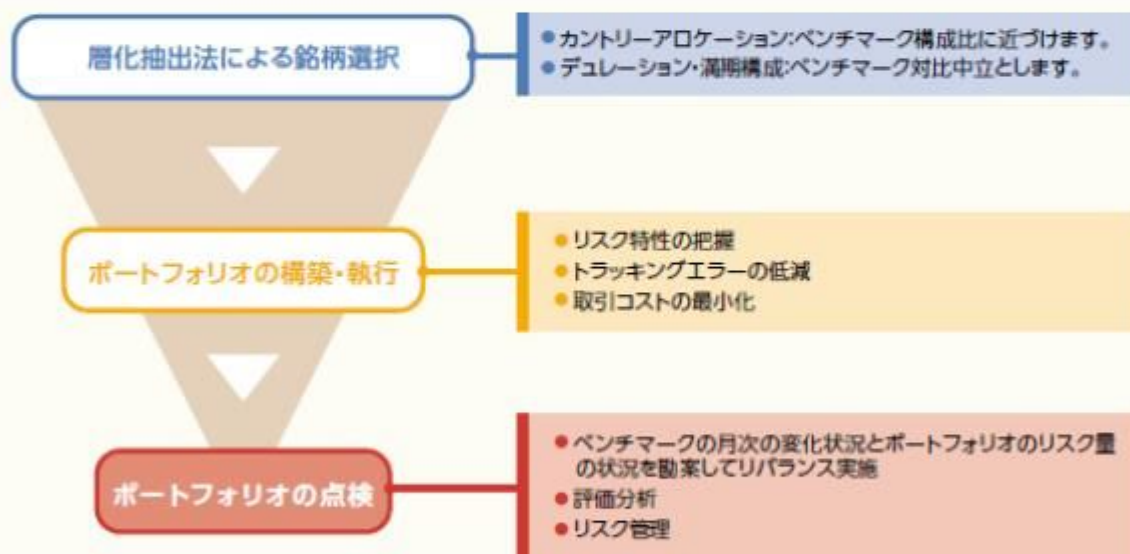 層化抽出法による銘柄選択
●カントリーアロケーション:ベンチマーク構成比に近づけます。
●デュレーション・満期構成:ベンチマーク対比中立とします。
ポートフォリオの構築・執行
●リスク特性の把握
●トラッキングエラーの低減
●取引コストの最小化
ポートフォリオの点検
●ベンチマークの月次の変化状況とポートフォリオのリスク量
の状況を勘案してリバランス実施
●評価分析
●リスク管理